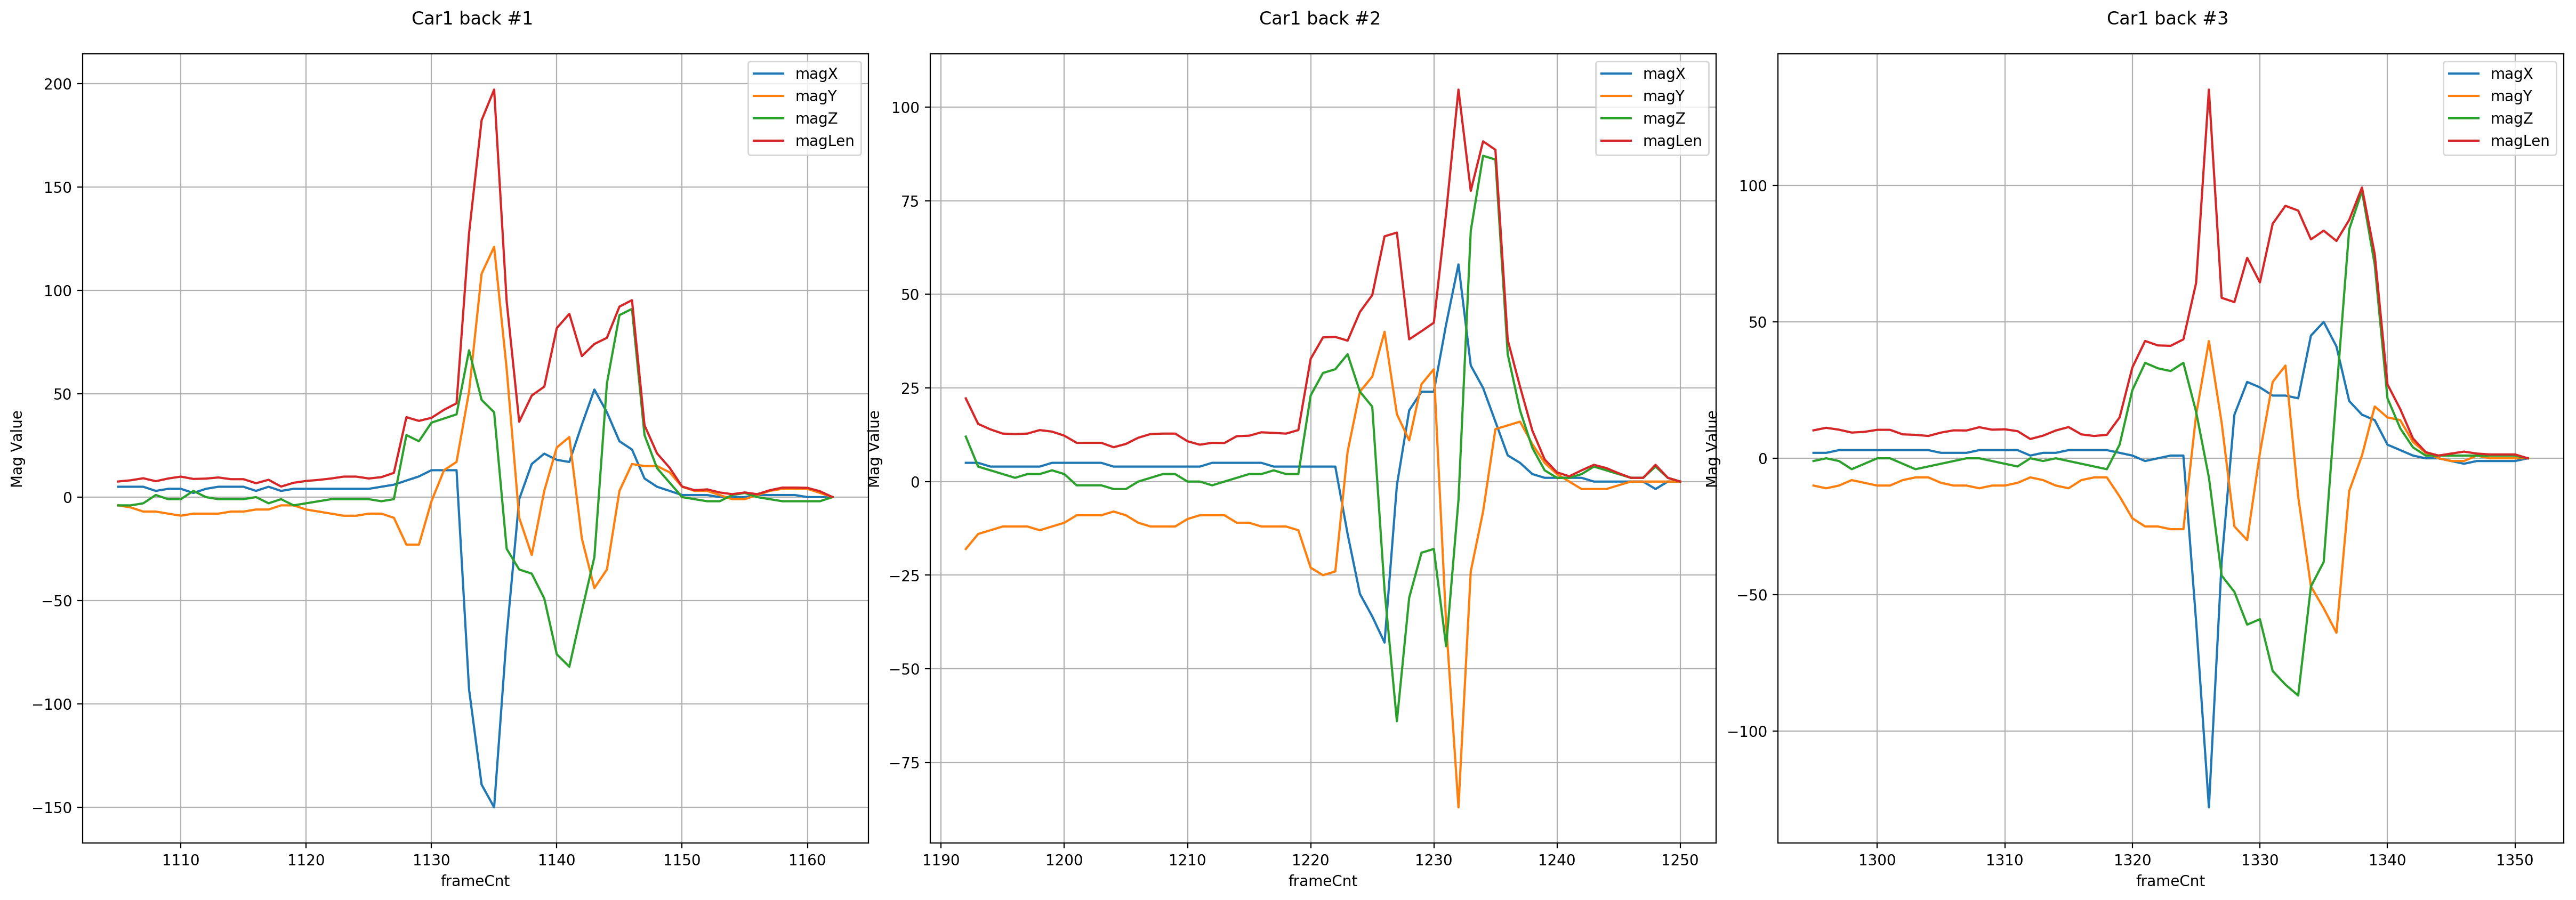 Car1 back #1
Car1 back #2
Car1 back #3
magX
magY
magZ
magLen
magX
magY
magZ
magLen
magX
magY
magZ
magLen
200
150
100
50
0
−50
−100
−150
Mag Value
1110 1120 1130 1140 1150 1160
frameCnt
100
75
50
25
0
−25
−50
−75
Mag Value
1190 1200 1210 1220 1230 1240 1250
frameCnt
100
50
0
−50
−100
Mag Value
1300 1310 1320 1330 1340 1350
frameCnt